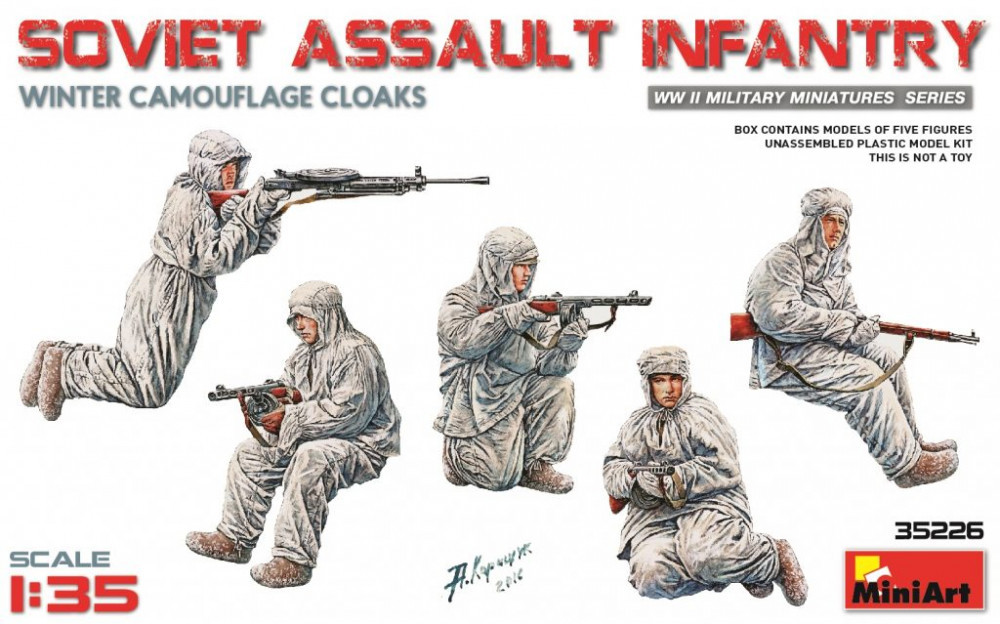 SOVIET ASSAULT INFANTRY
WINTER CAMOUFLAGE CLOAKS
WW II MILITARY MINIATURES SERIES
BOX CONTAINS MODELS OF FIVE FIGURES
UNASSEMBLED PLASTIC MODEL KIT
THIS IS NOT A TOY
SCALE
1:35
2016
35226
MiniArt